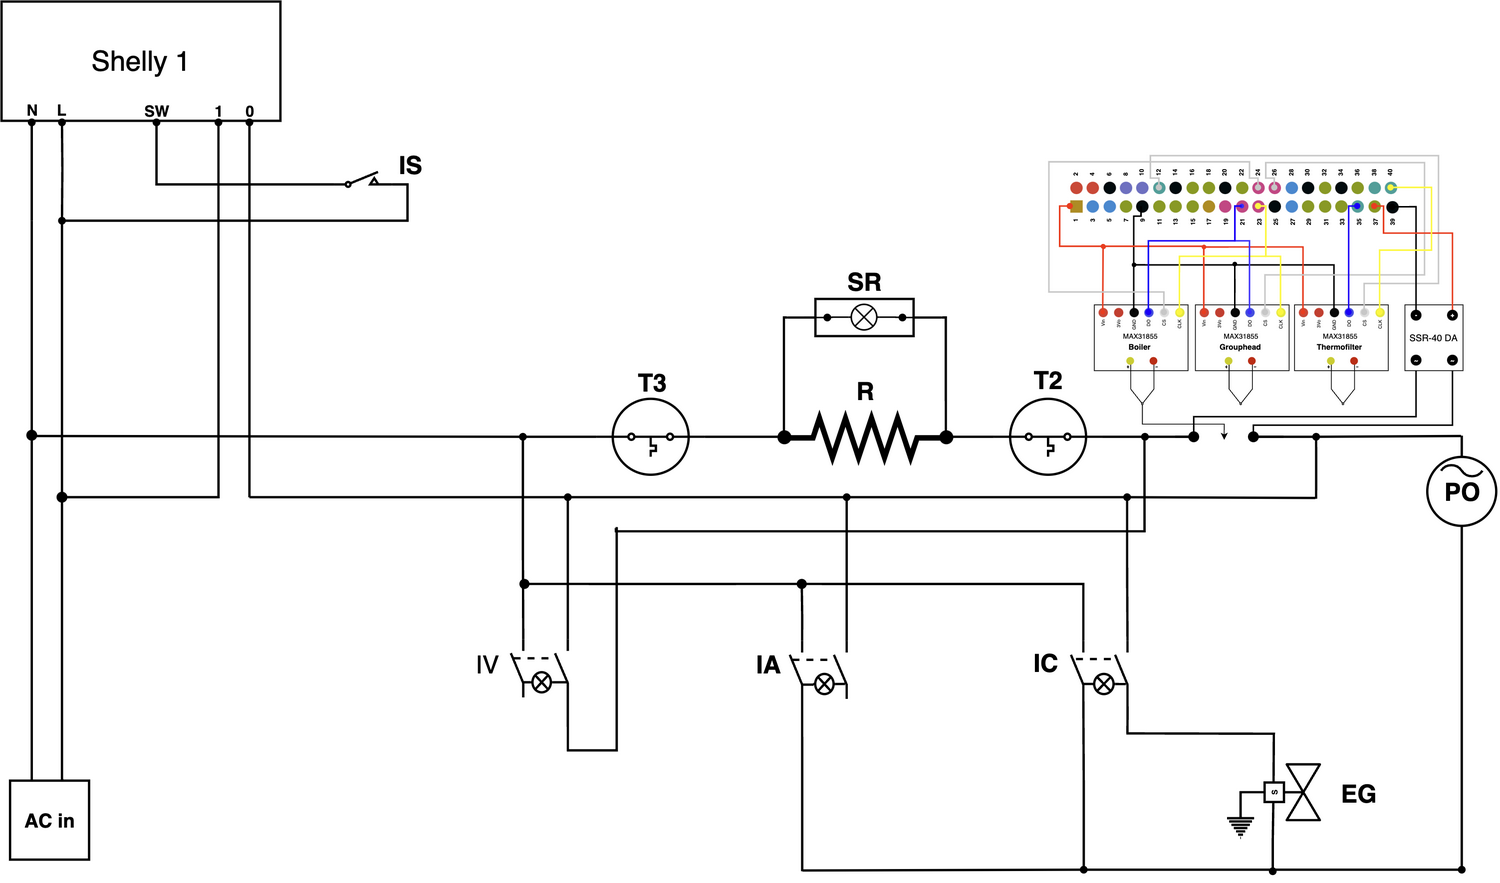 Shelly 1
N L SW 1 0
IS
2 4 6 8 10 12 14 16 18 20 22 24 26 28 30 32 34 36 38 40
1 3 5 7 9 11 13 15 17 19 21 23 25 27 29 31 33 35 37 39
SR
Vin 3Vo GND DO CS CLK
Vin 3Vo GND DO CS CLK
Vin 3Vo GND DO CS CLK
- +
MAX31855
Boiler
MAX31855
Grouphead
MAX31855
Thermofilter
SSR-40 DA
+ -
+ -
+ -
~ ~
T3
R
T2
PO
IV
IA
IC
S
EG
AC in